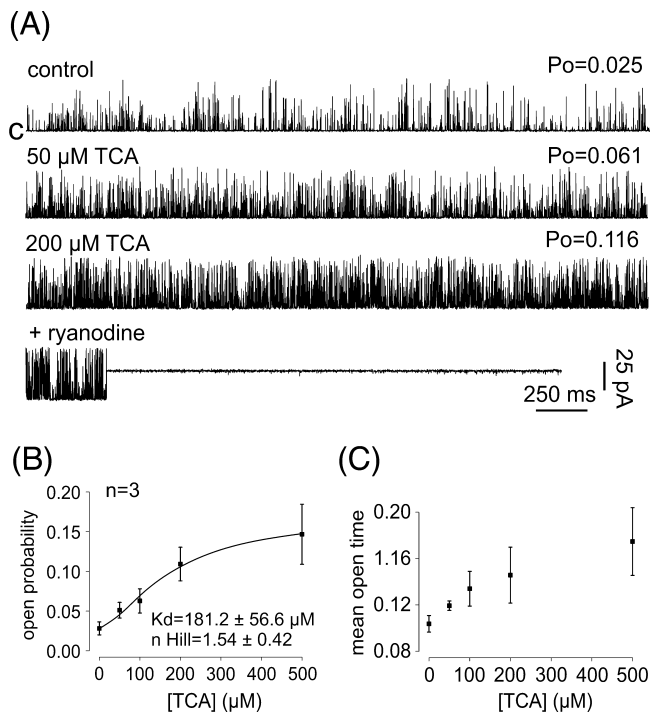 (A)
control Po=0.025
c
50 µM TCA Po=0.061
200 µM TCA Po=0.116
+ ryanodine
25 pA
250 ms
(B)
n=3
open probability
0.20
0.15
0.10
0.05
0.00
Kd=181.2 ± 56.6 µM
n Hill=1.54 ± 0.42
0 100 200 300 400 500
[TCA] (µM)
(C)
mean open time
0.20
1.16
0.12
0.08
0 100 200 300 400 500
[TCA] (µM)